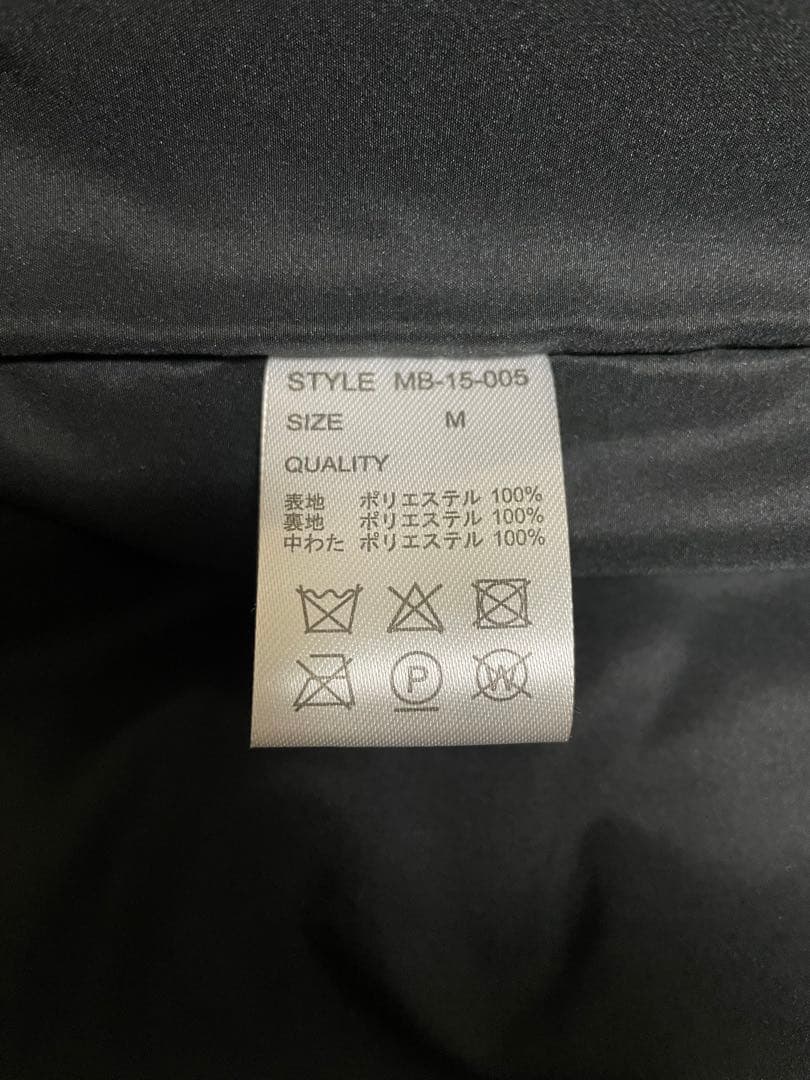 STYLE MB-15-005
SIZE M
QUALITY
表地 ポリエステル 100%
裏地 ポリエステル 100%
中わた ポリエステル 100%
P
W